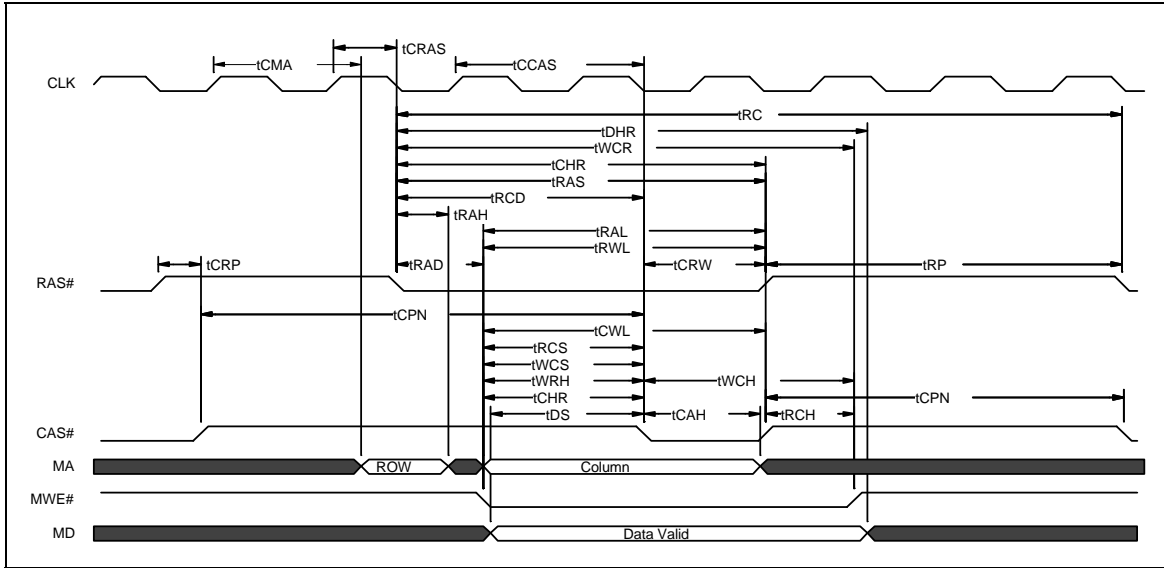 tCRAS
tCMA
tCCAS
CLK
tRC
tDHR
tWCR
tCHR
tRAS
tRCD
tRAH
tRAL
tRWL
tCRP
tRAD
tCRW
tRP
RAS#
tCPN
tCWL
tRCS
tWCS
tWRH
tWCH
tCHR
tCPN
tDS
tCAH
tRCH
CAS#
MA
ROW
Column
MWE#
MD
Data Valid